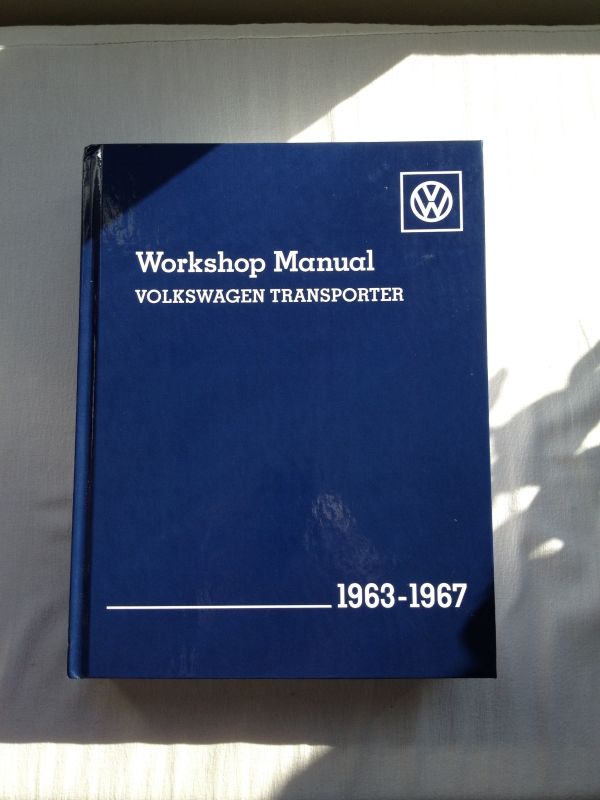 Workshop Manual
VOLKSWAGEN TRANSPORTER
1963-1967